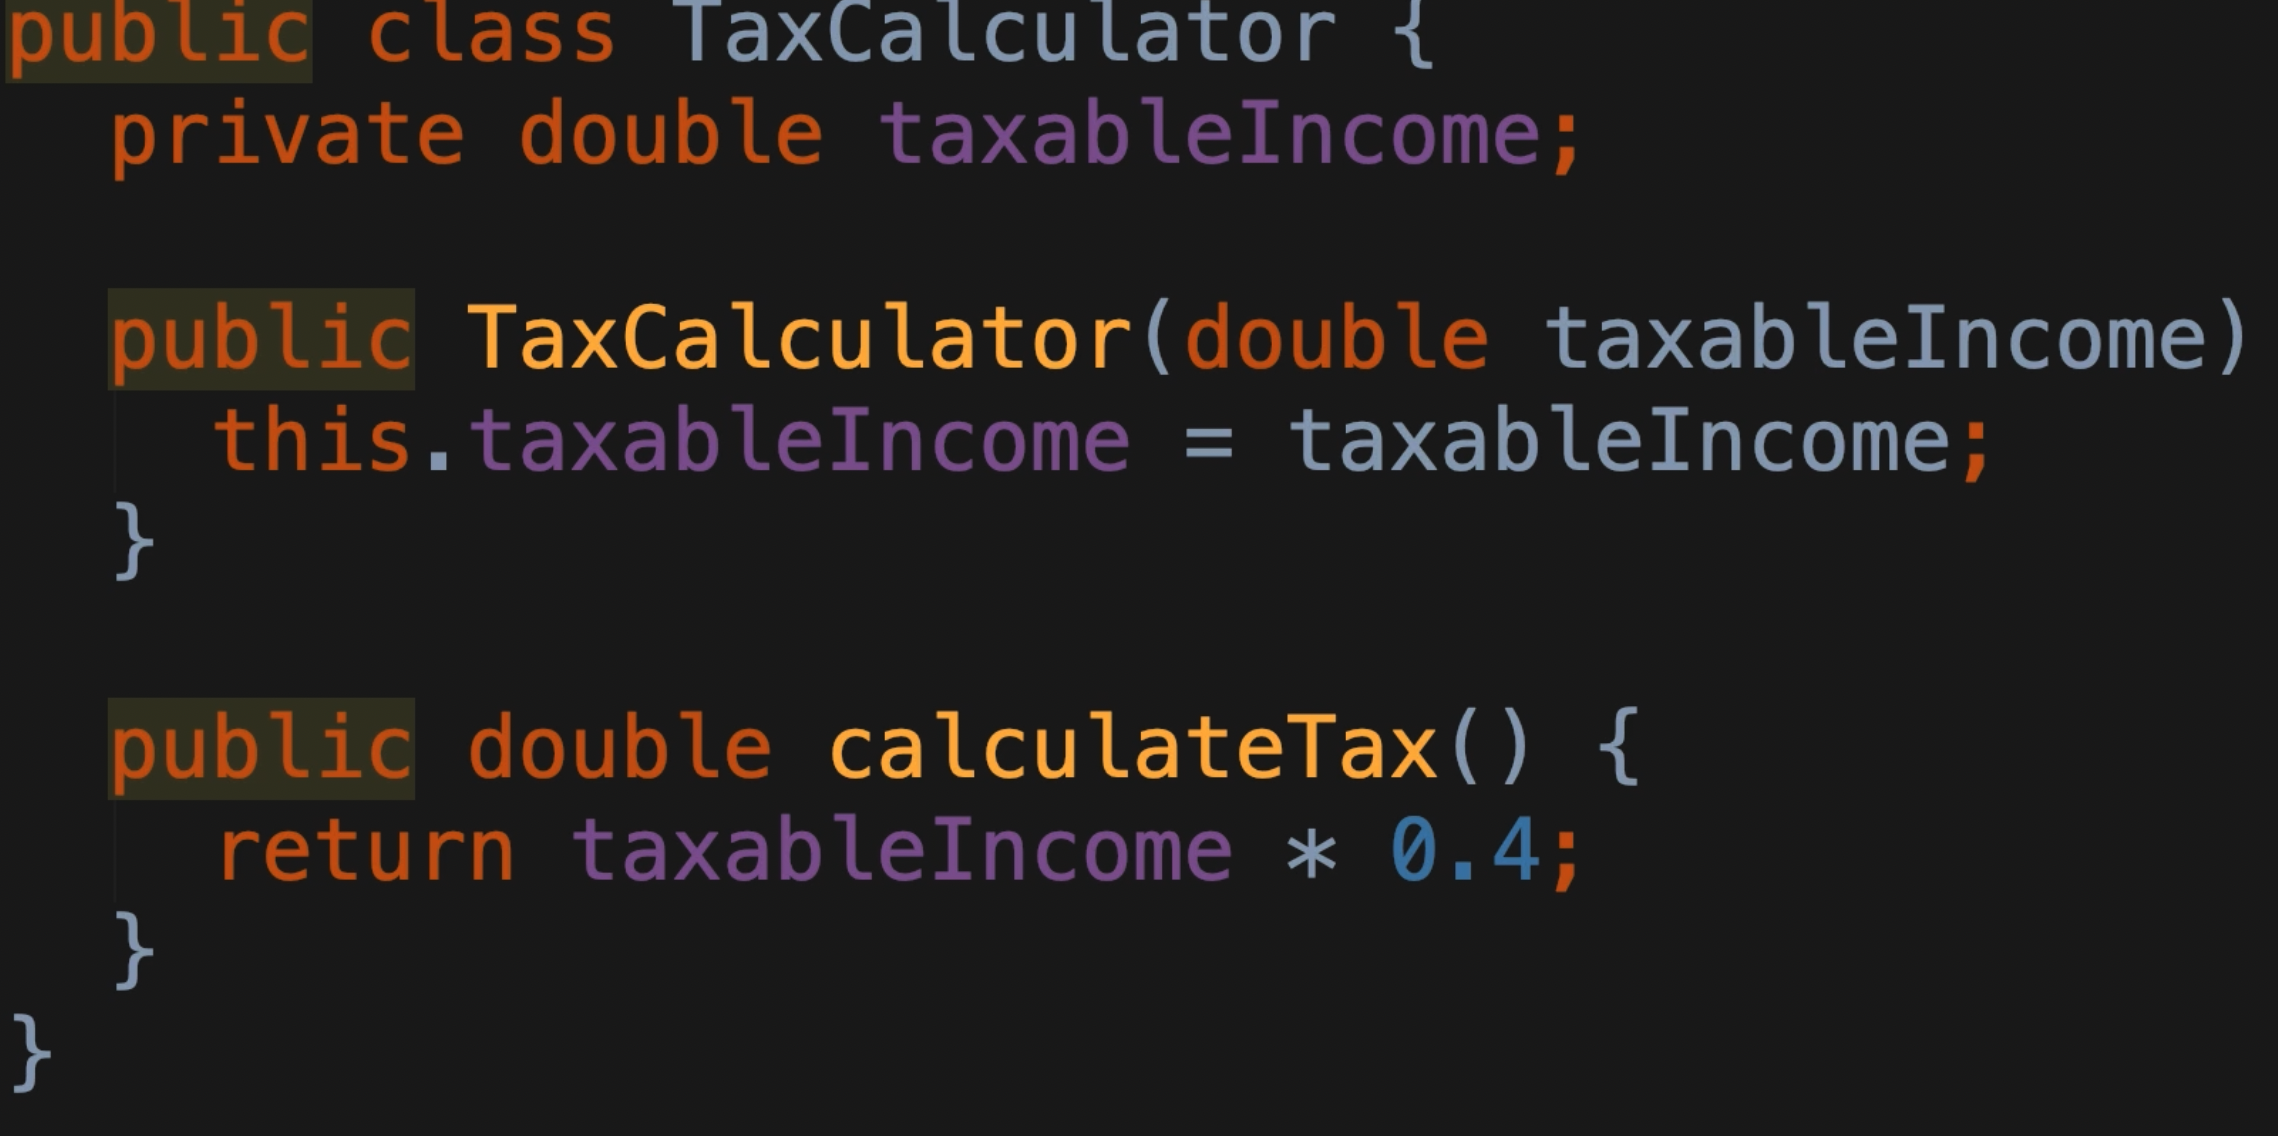 public class TaxCalculator {
private double taxableIncome;
public TaxCalculator(double taxableIncome)
this.taxableIncome = taxableIncome;
}
public double calculateTax() {
return taxableIncome * 0.4;
}
}